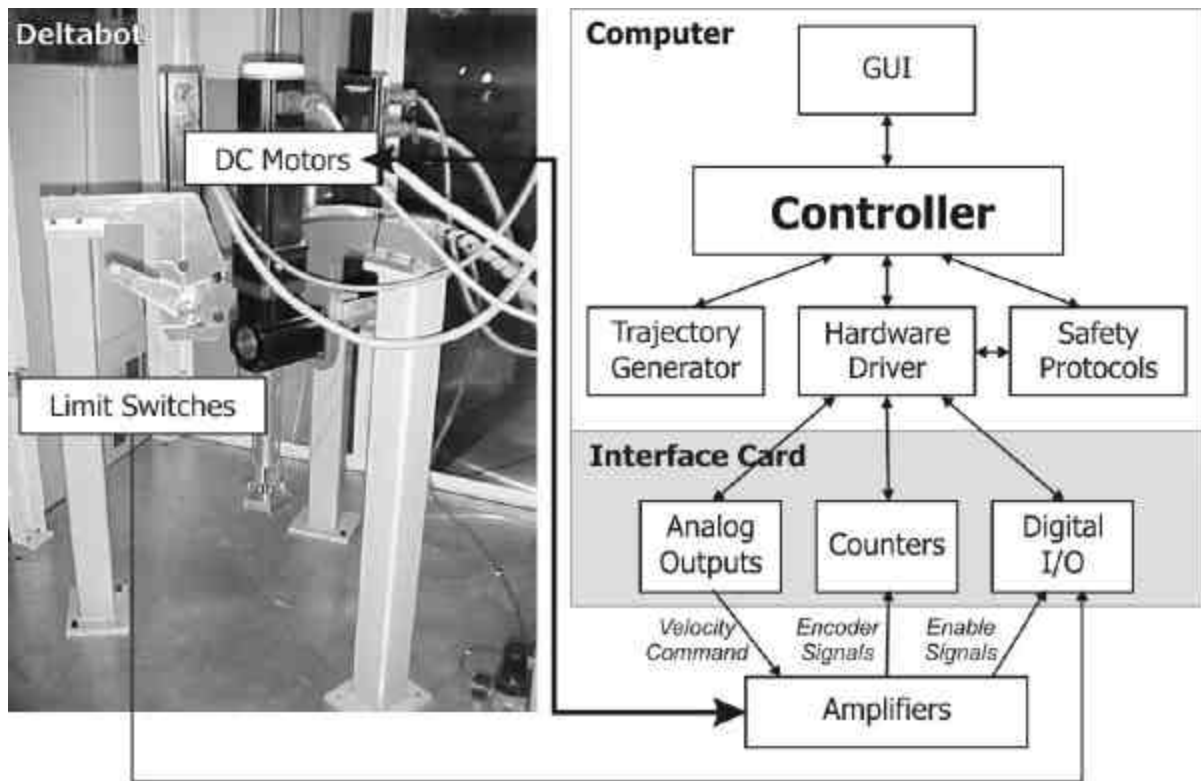 Deltabot
DC Motors
Limit Switches
Computer
GUI
Controller
Trajectory
Generator
Hardware
Driver
Safety
Protocols
Interface Card
Analog
Outputs
Counters
Digital
I/O
Velocity
Command
Encoder
Signals
Enable
Signals
Amplifiers